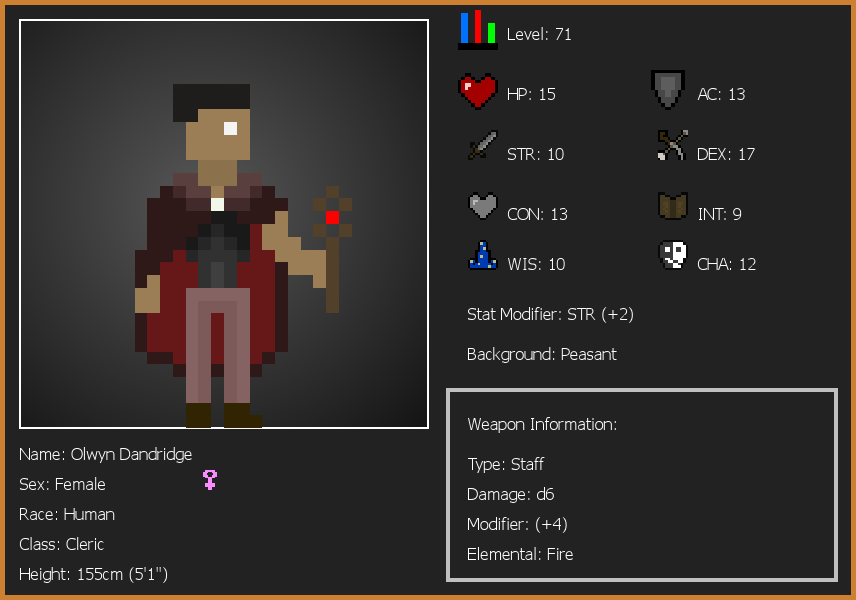 Level: 71
HP: 15
AC: 13
STR: 10
DEX: 17
CON: 13
INT: 9
WIS: 10
CHA: 12
Stat Modifier: STR (+2)
Background: Peasant
Weapon Information:
Type: Staff
Damage: d6
Modifier: (+4)
Elemental: Fire
Name: Olwyn Dandridge
Sex: Female
Race: Human
Class: Cleric
Height: 155cm (5'1")